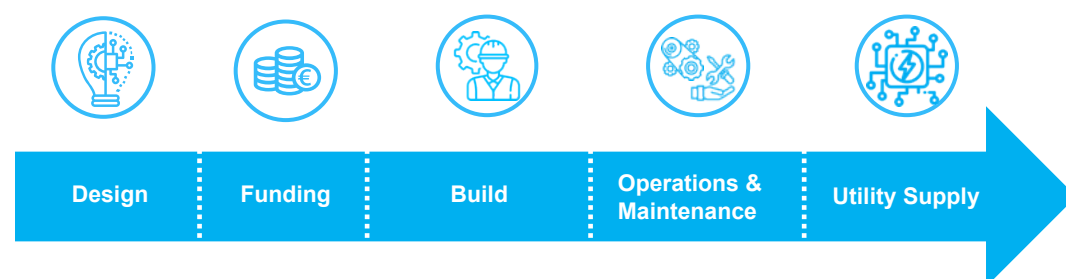 €
Design
Funding
Build
Operations &
Maintenance
Utility Supply